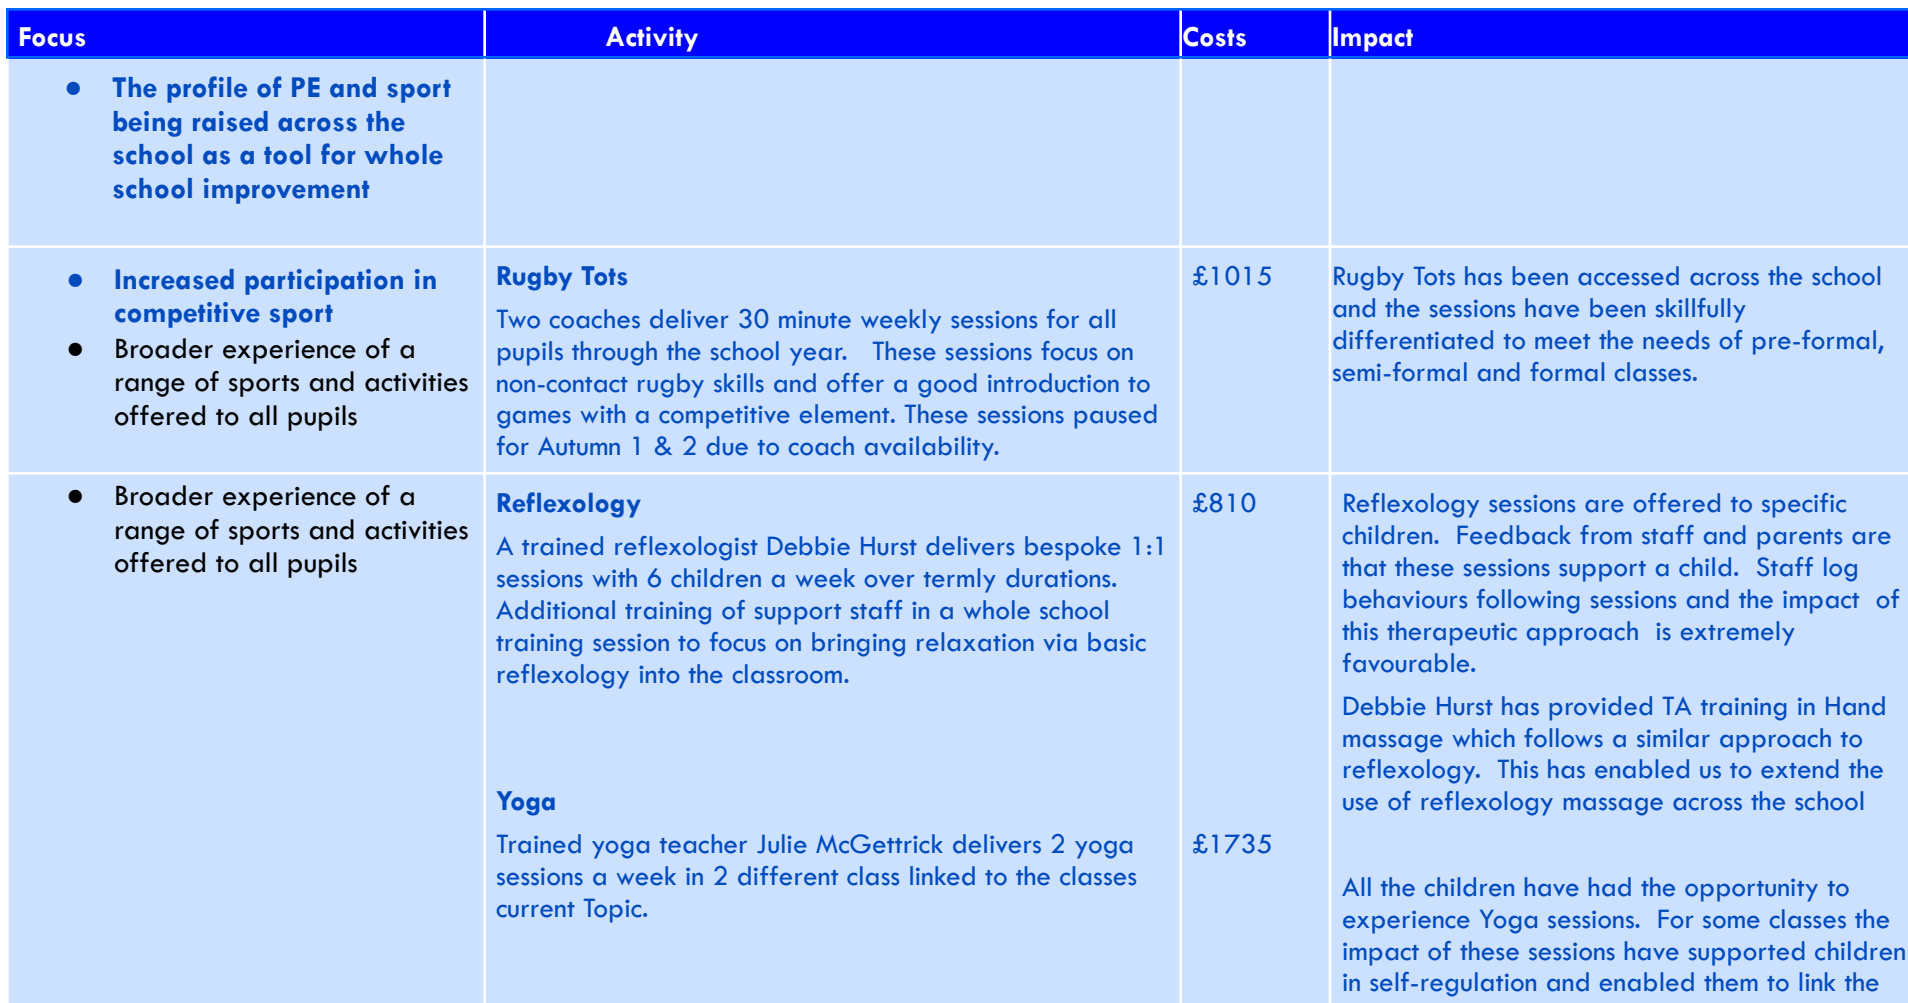 Focus Activity Costs Impact
● The profile of PE and sport
being raised across the
school as a tool for whole
school improvement
● Increased participation in
competitive sport
● Broader experience of a
range of sports and activities
offered to all pupils
Rugby Tots
Two coaches deliver 30 minute weekly sessions for all
pupils through the school year. These sessions focus on
non-contact rugby skills and offer a good introduction to
games with a competitive element. These sessions paused
for Autumn 1 & 2 due to coach availability.
£1015
Rugby Tots has been accessed across the school
and the sessions have been skillfully
differentiated to meet the needs of pre-formal,
semi-formal and formal classes.
● Broader experience of a
range of sports and activities
offered to all pupils
Reflexology
A trained reflexologist Debbie Hurst delivers bespoke 1:1
sessions with 6 children a week over termly durations.
Additional training of support staff in a whole school
training session to focus on bringing relaxation via basic
reflexology into the classroom.
Yoga
Trained yoga teacher Julie McGettrick delivers 2 yoga
sessions a week in 2 different class linked to the classes
current Topic.
£810
£1735
Reflexology sessions are offered to specific
children. Feedback from staff and parents are
that these sessions support a child. Staff log
behaviours following sessions and the impact of
this therapeutic approach is extremely
favourable.
Debbie Hurst has provided TA training in Hand
massage which follows a similar approach to
reflexology. This has enabled us to extend the
use of reflexology massage across the school
All the children have had the opportunity to
experience Yoga sessions. For some classes the
impact of these sessions have supported children
in self-regulation and enabled them to link the